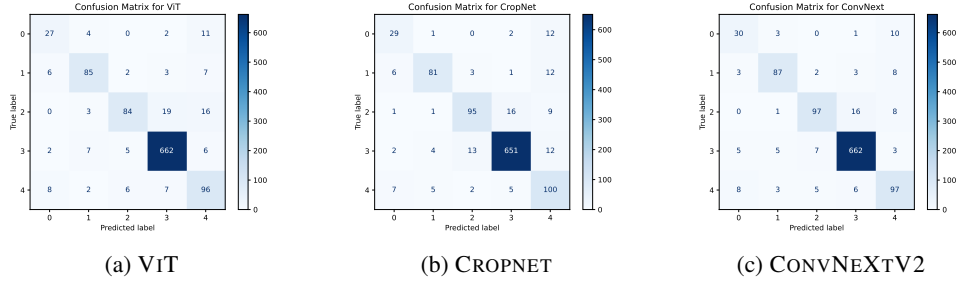 Confusion Matrix for ViT
0 27 4 0 2 11
1 6 85 2 3 7
2 0 3 84 19 16
3 2 7 5 662 6
4 8 2 6 7 96
0 1 2 3 4
Predicted label
True label
600
500
400
300
200
100
0
(a) VIT
Confusion Matrix for CropNet
0 29 1 0 2 12
1 6 81 3 1 12
2 1 1 95 16 9
3 2 4 13 651 12
4 7 5 2 5 100
0 1 2 3 4
Predicted label
True label
600
500
400
300
200
100
0
(b) CROPNET
Confusion Matrix for ConvNext
0 30 3 0 1 10
1 3 87 2 3 8
2 0 1 97 16 8
3 5 5 7 662 3
4 8 3 5 6 97
0 1 2 3 4
Predicted label
True label
600
500
400
300
200
100
0
(c) CONVNEXTV2